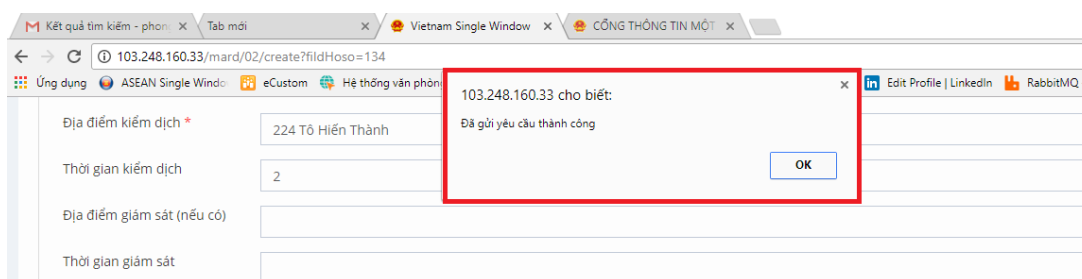 Kết quả tìm kiếm - phon
Tab mới
Vietnam Single Window
CỔNG THÔNG TIN MỘT
103.248.160.33/mard/02/create?fiIdHoso=134
Ứng dụng
ASEAN Single Windo
eCustom
Hệ thống văn phòn
Edit Profile | LinkedIn
RabbitMQ
103.248.160.33 cho biết:
Đã gửi yêu cầu thành công
OK
Địa điểm kiểm dịch *
224 Tô Hiến Thành
Thời gian kiểm dịch
2
Địa điểm giám sát (nếu có)
Thời gian giám sát